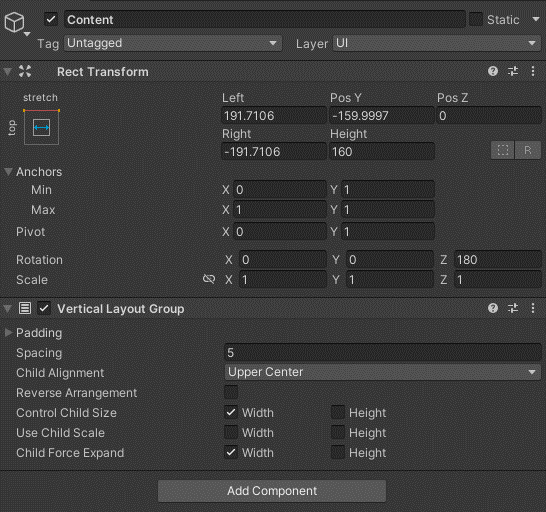 Content Static
Tag Untagged Layer UI
Rect Transform
stretch Left Pos Y Pos Z
top 191.7106 -159.9997 0
Right Height
-191.7106 160 R
Anchors
Min X 0 Y 1
Max X 1 Y 1
Pivot X 0 Y 1
Rotation X 0 Y 0 Z 180
Scale X 1 Y 1 Z 1
Vertical Layout Group
Padding
Spacing 5
Child Alignment Upper Center
Reverse Arrangement
Control Child Size Width Height
Use Child Scale Width Height
Child Force Expand Width Height
Add Component